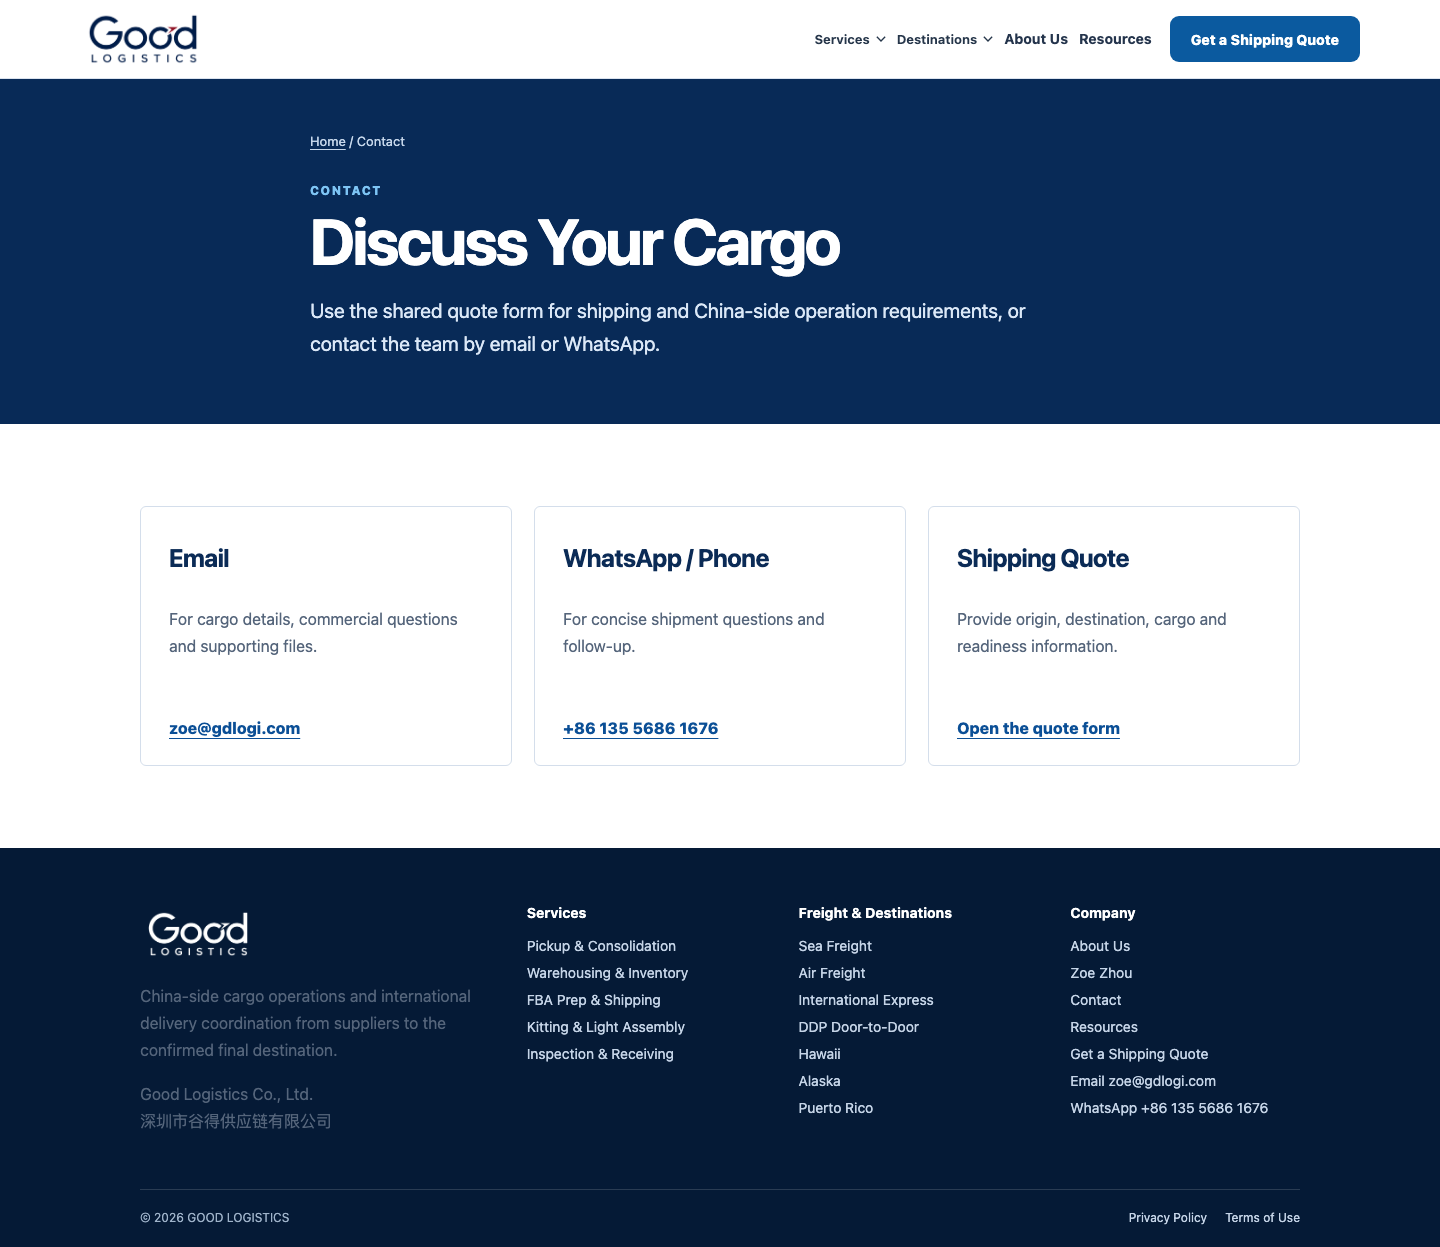 Good
LOGISTICS
Services
Destinations
About Us
Resources
Get a Shipping Quote
Home / Contact
CONTACT
Discuss Your Cargo
Use the shared quote form for shipping and China-side operation requirements, or
contact the team by email or WhatsApp.
Email
For cargo details, commercial questions
and supporting files.
zoe@gdlogi.com
WhatsApp / Phone
For concise shipment questions and
follow-up.
+86 135 5686 1676
Shipping Quote
Provide origin, destination, cargo and
readiness information.
Open the quote form
Good
LOGISTICS
China-side cargo operations and international
delivery coordination from suppliers to the
confirmed final destination.
Good Logistics Co., Ltd.
深圳市谷得供应链有限公司
Services
Pickup & Consolidation
Warehousing & Inventory
FBA Prep & Shipping
Kitting & Light Assembly
Inspection & Receiving
Freight & Destinations
Sea Freight
Air Freight
International Express
DDP Door-to-Door
Hawaii
Alaska
Puerto Rico
Company
About Us
Zoe Zhou
Contact
Resources
Get a Shipping Quote
Email zoe@gdlogi.com
WhatsApp +86 135 5686 1676
© 2026 GOOD LOGISTICS
Privacy Policy
Terms of Use